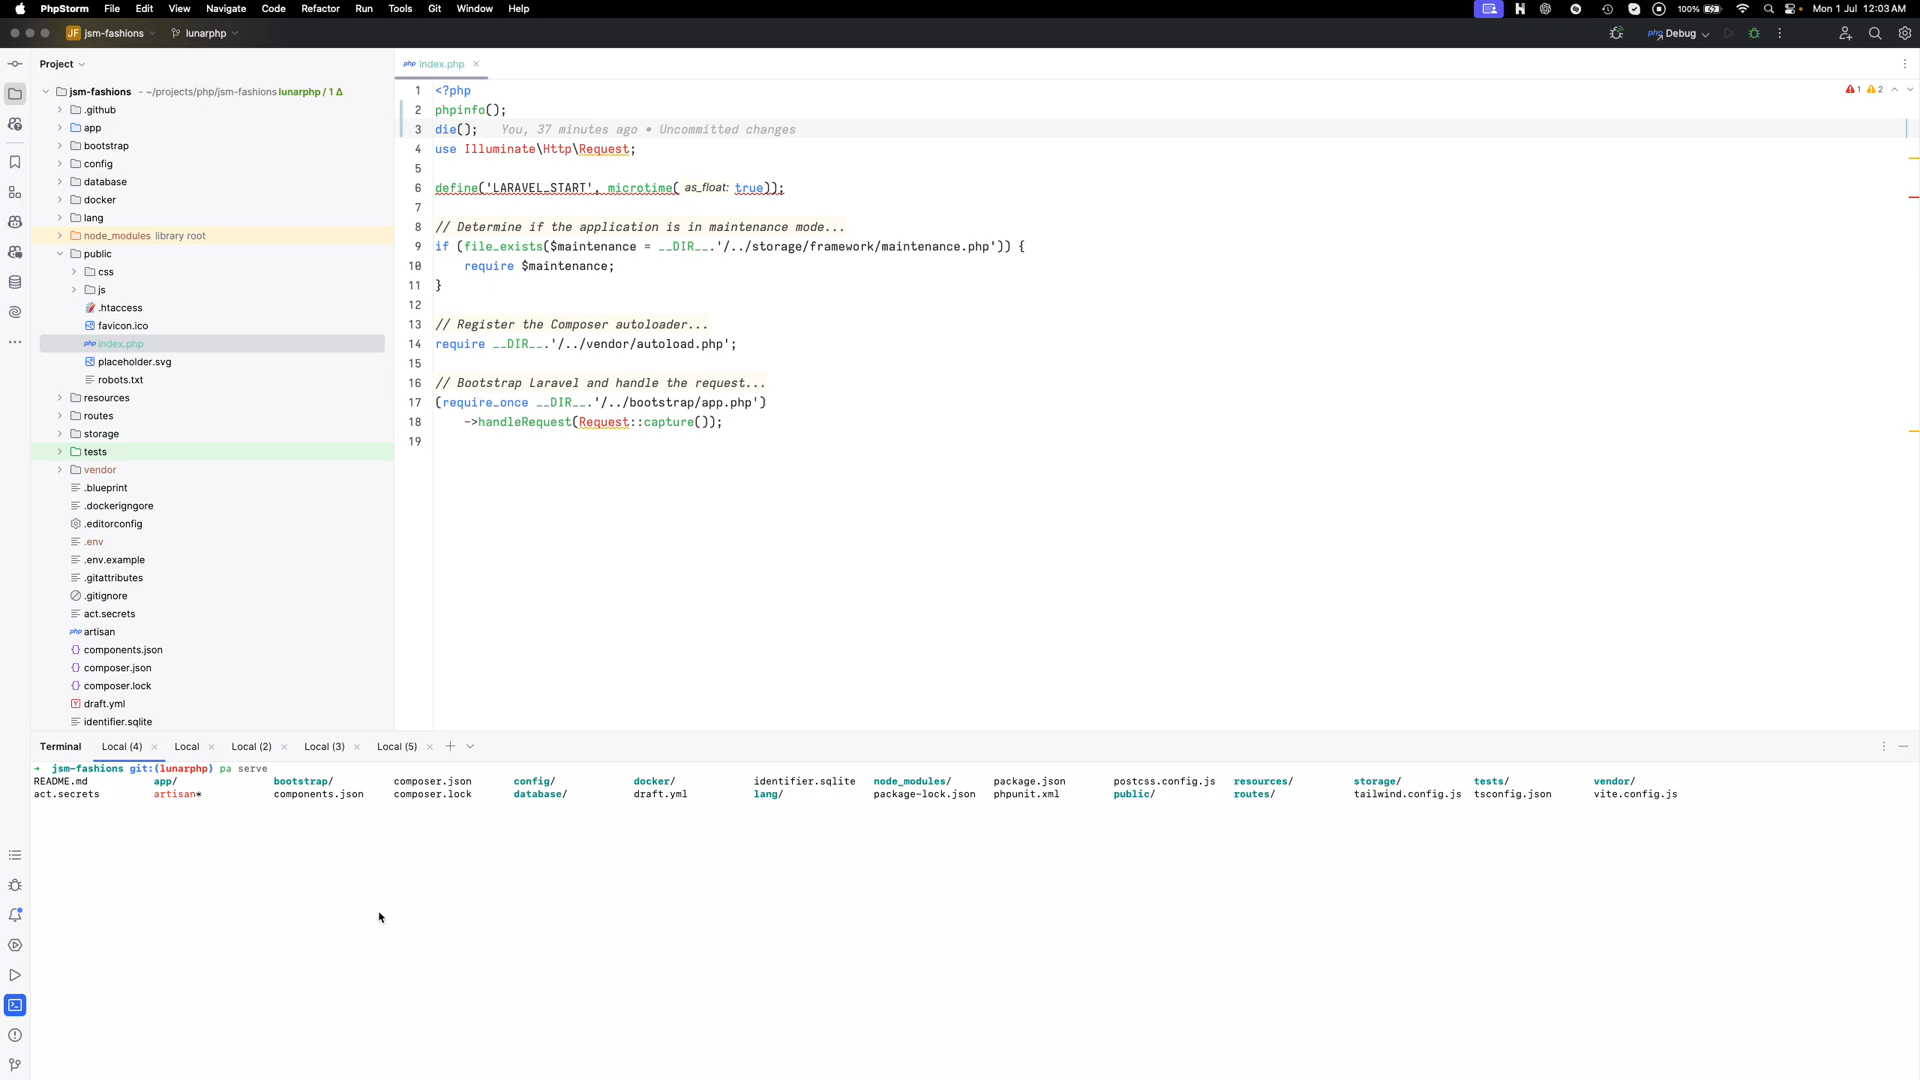 PhpStorm File Edit View Navigate Code Refactor Run Tools Git Window Help 100% Mon 1 Jul 12:03 AM
JF jsm-fashions lunarphp php Debug
Project
jsm-fashions - ~/projects/php/jsm-fashions lunarphp / 1 Δ
.github
app
bootstrap
config
database
docker
lang
node_modules library root
public
css
js
.htaccess
favicon.ico
php index.php
placeholder.svg
robots.txt
resources
routes
storage
tests
vendor
.blueprint
.dockerigngore
.editorconfig
.env
.env.example
.gitattributes
.gitignore
act.secrets
php artisan
components.json
composer.json
composer.lock
draft.yml
identifier.sqlite
php index.php
1 <?php
2 phpinfo();
3 die(); You, 37 minutes ago • Uncommitted changes
4 use Illuminate\Http\Request;
5
6 define('LARAVEL_START', microtime( as_float: true));
7
8 // Determine if the application is in maintenance mode...
9 if (file_exists($maintenance = __DIR__.'/../storage/framework/maintenance.php')) {
10 require $maintenance;
11 }
12
13 // Register the Composer autoloader...
14 require __DIR__.'/../vendor/autoload.php';
15
16 // Bootstrap Laravel and handle the request...
17 (require_once __DIR__.'/../bootstrap/app.php')
18 ->handleRequest(Request::capture());
19
1 2
Terminal Local (4) Local Local (2) Local (3) Local (5)
→ jsm-fashions git:(lunarphp) pa serve
README.md app/ bootstrap/ composer.json config/ docker/ identifier.sqlite node_modules/ package.json postcss.config.js resources/ storage/ tests/ vendor/
act.secrets artisan* components.json composer.lock database/ draft.yml lang/ package-lock.json phpunit.xml public/ routes/ tailwind.config.js tsconfig.json vite.config.js